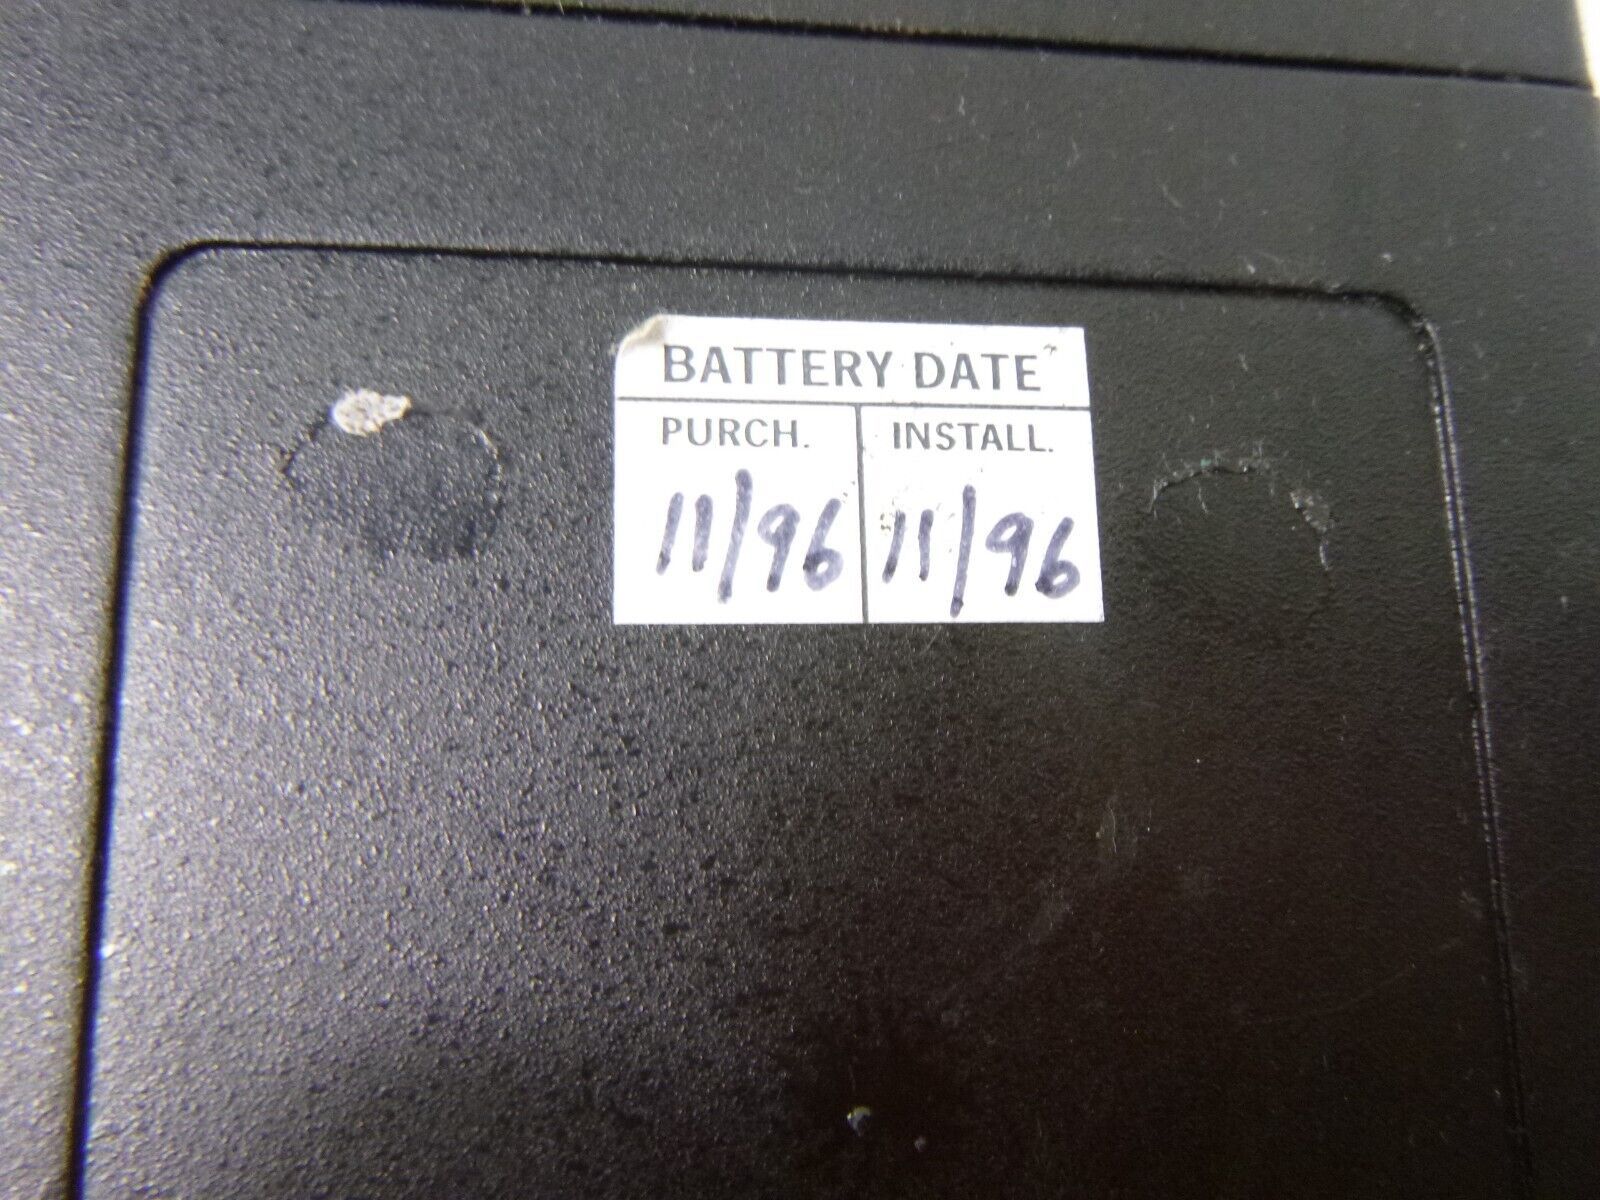 BATTERY DATE
PURCH. INSTALL.
11/96 11/96